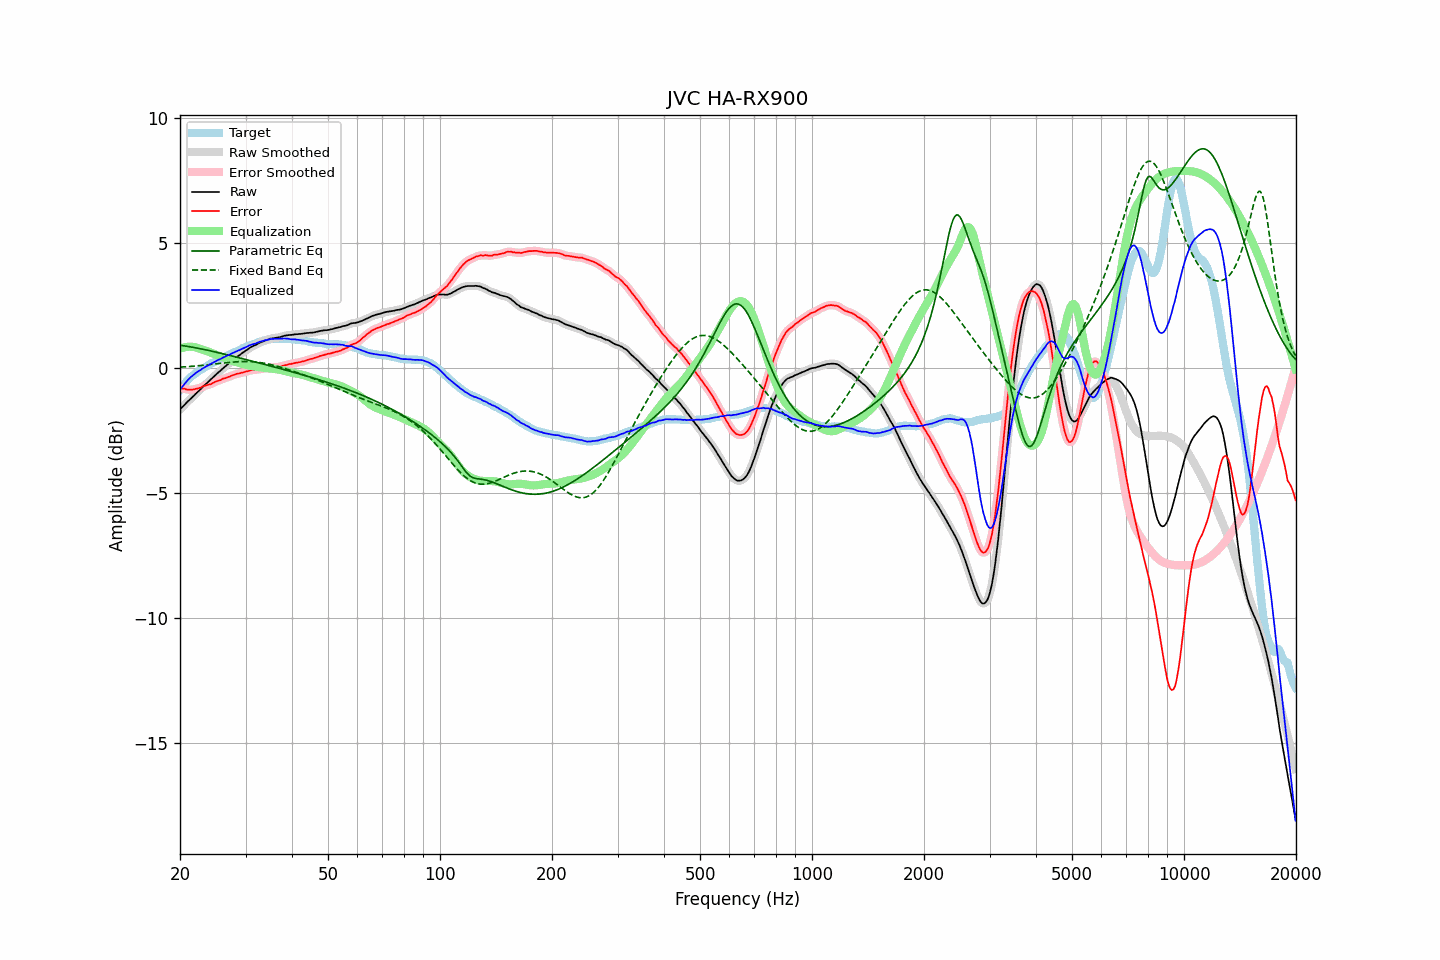 JVC HA-RX900
Amplitude (dBr)
10
5
0
−5
−10
−15
Target
Raw Smoothed
Error Smoothed
Raw
Error
Equalization
Parametric Eq
Fixed Band Eq
Equalized
20 50 100 200 500 1000 2000 5000 10000 20000
Frequency (Hz)